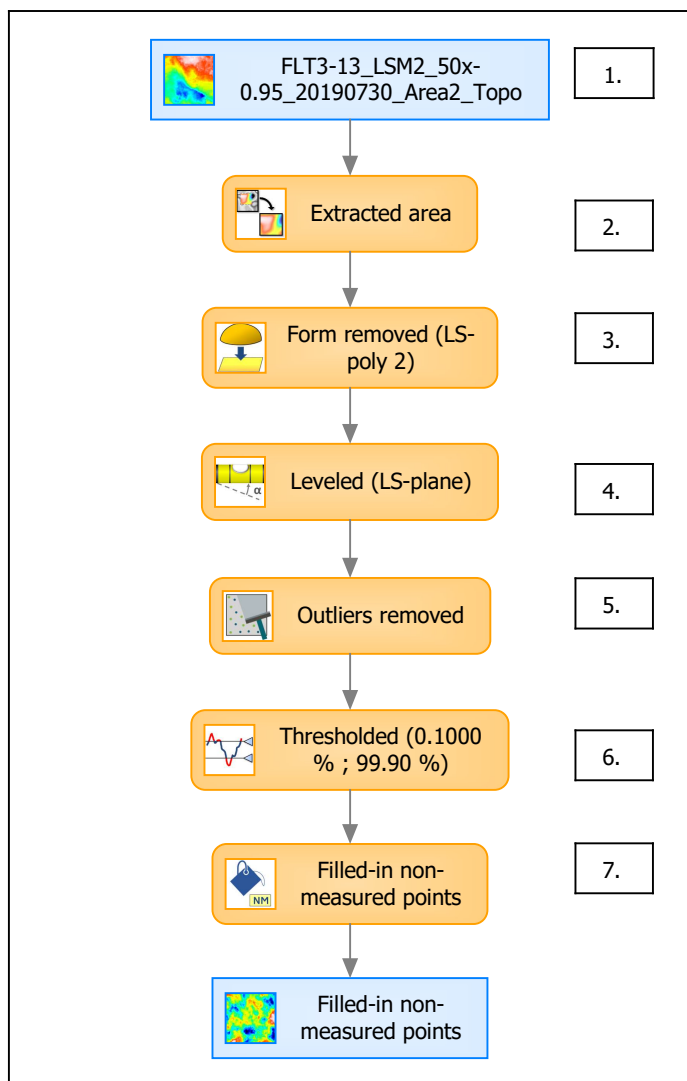 FLT3-13_LSM2_50x-
0.95_20190730_Area2_Topo
1.
Extracted area
2.
Form removed (LS-
poly 2)
3.
α
Leveled (LS-plane)
4.
Outliers removed
5.
Thresholded (0.1000
% ; 99.90 %)
6.
NM
Filled-in non-
measured points
7.
Filled-in non-
measured points